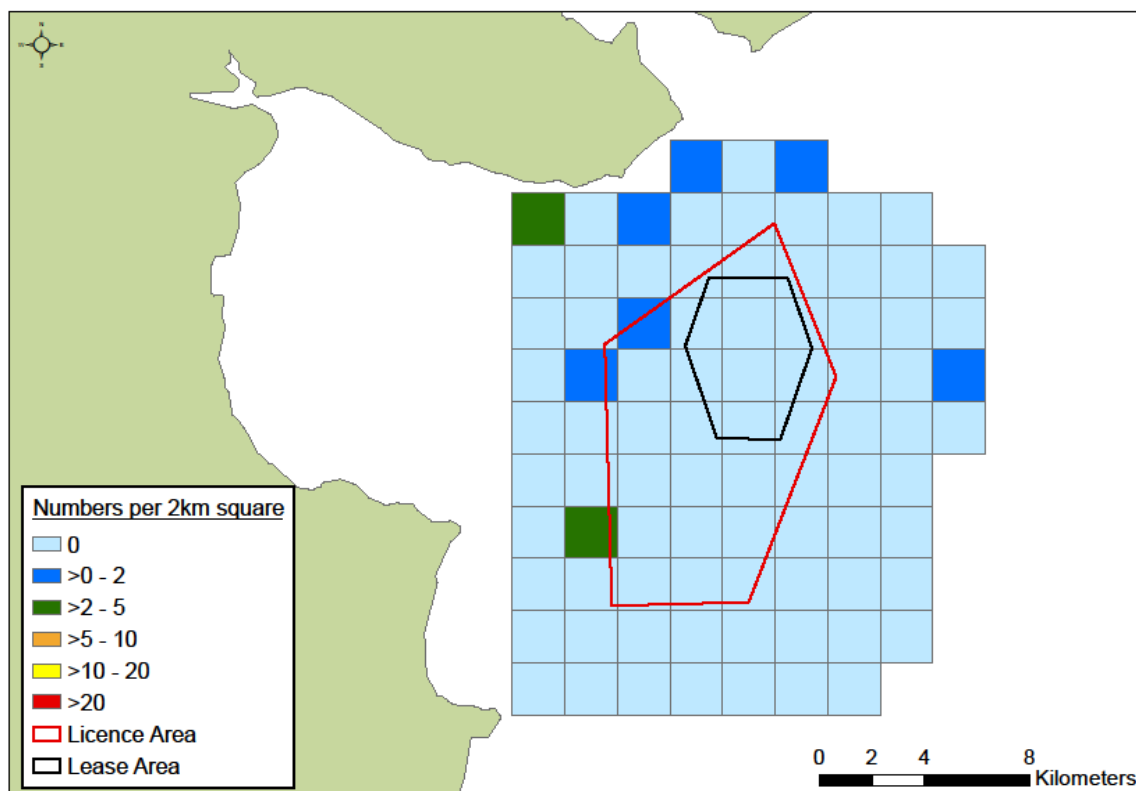 N
E
S
Numbers per 2km square
0
>0 - 2
>2 - 5
>5 - 10
>10 - 20
>20
Licence Area
Lease Area
0 2 4 8
Kilometers